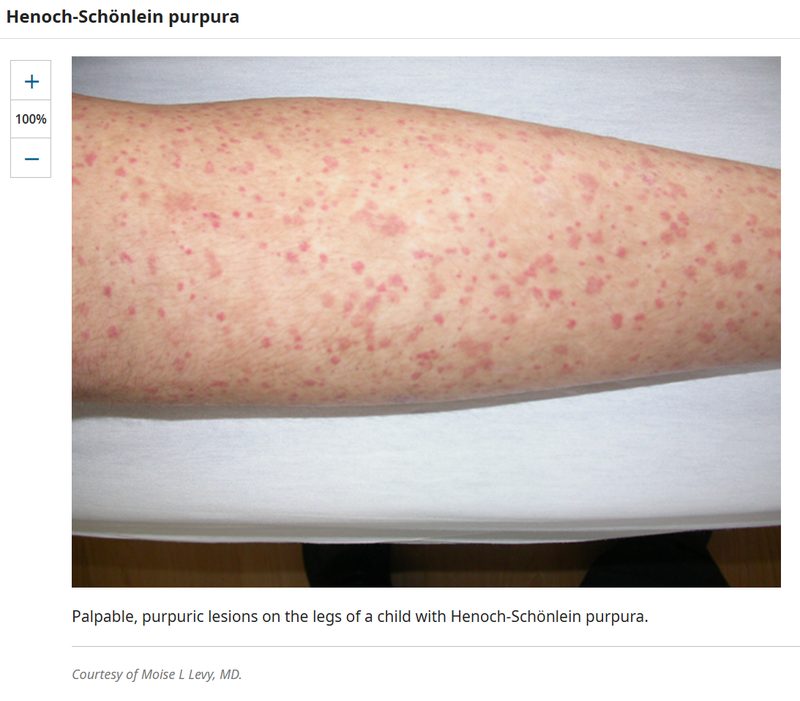 Henoch-Schönlein purpura
+
100%
−
Palpable, purpuric lesions on the legs of a child with Henoch-Schönlein purpura.
Courtesy of Moise L Levy, MD.